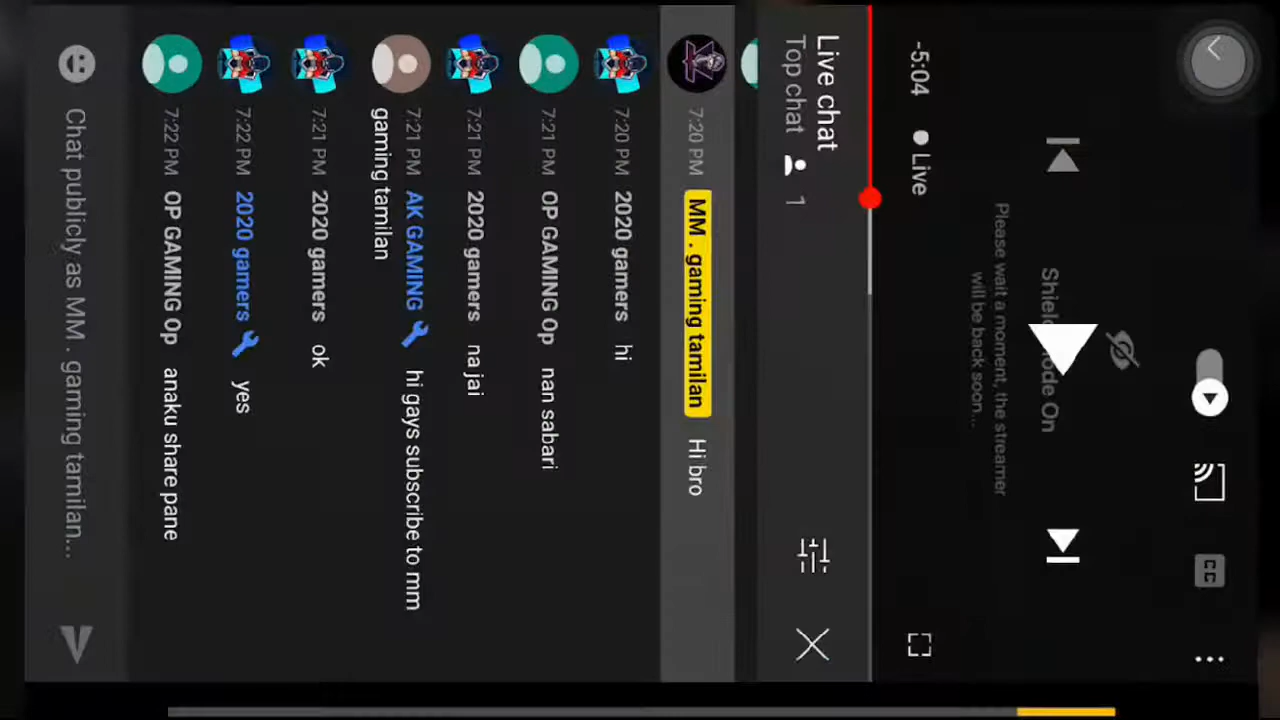 -5:04 Live
Shiel
ode On
Please wait a moment, the streamer
will be back soon...
CC
Live chat
Top chat 1
7:20 PM MM . gaming tamilan Hi bro
7:20 PM 2020 gamers hi
7:21 PM OP GAMING Op nan sabari
7:21 PM 2020 gamers na jai
7:21 PM AK GAMING hi gays subscribe to mm
gaming tamilan
7:21 PM 2020 gamers ok
7:22 PM 2020 gamers yes
7:22 PM OP GAMING Op anaku share pane
Chat publicly as MM . gaming tamilan...